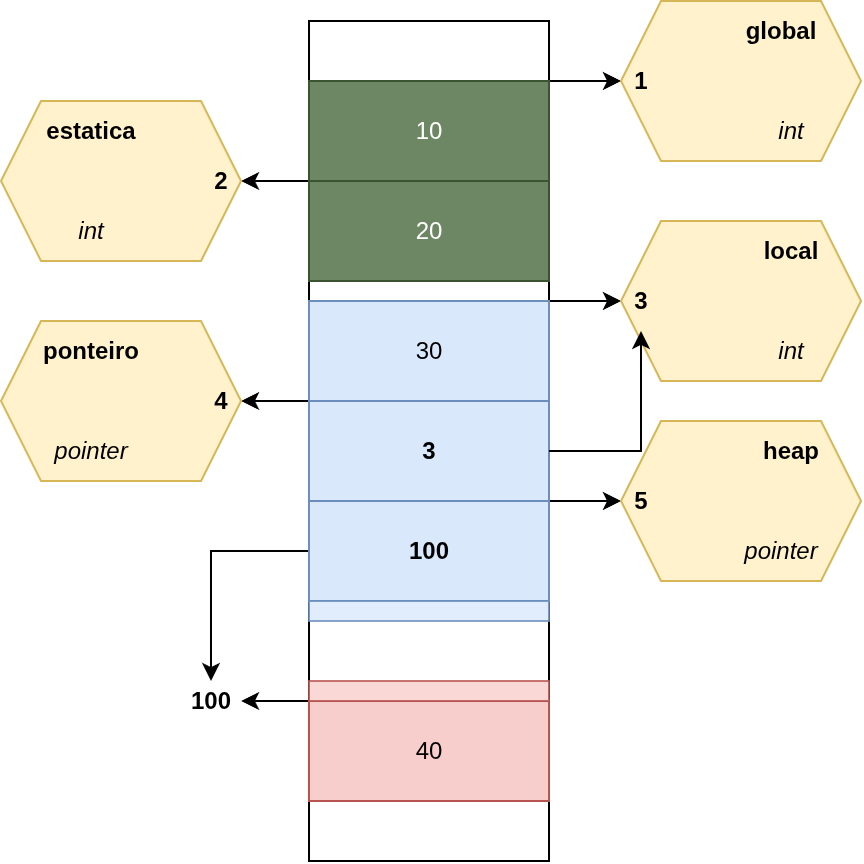 global
1
int
10
estatica
2
int
20
local
3
int
30
ponteiro
4
pointer
3
heap
5
pointer
100
100
40